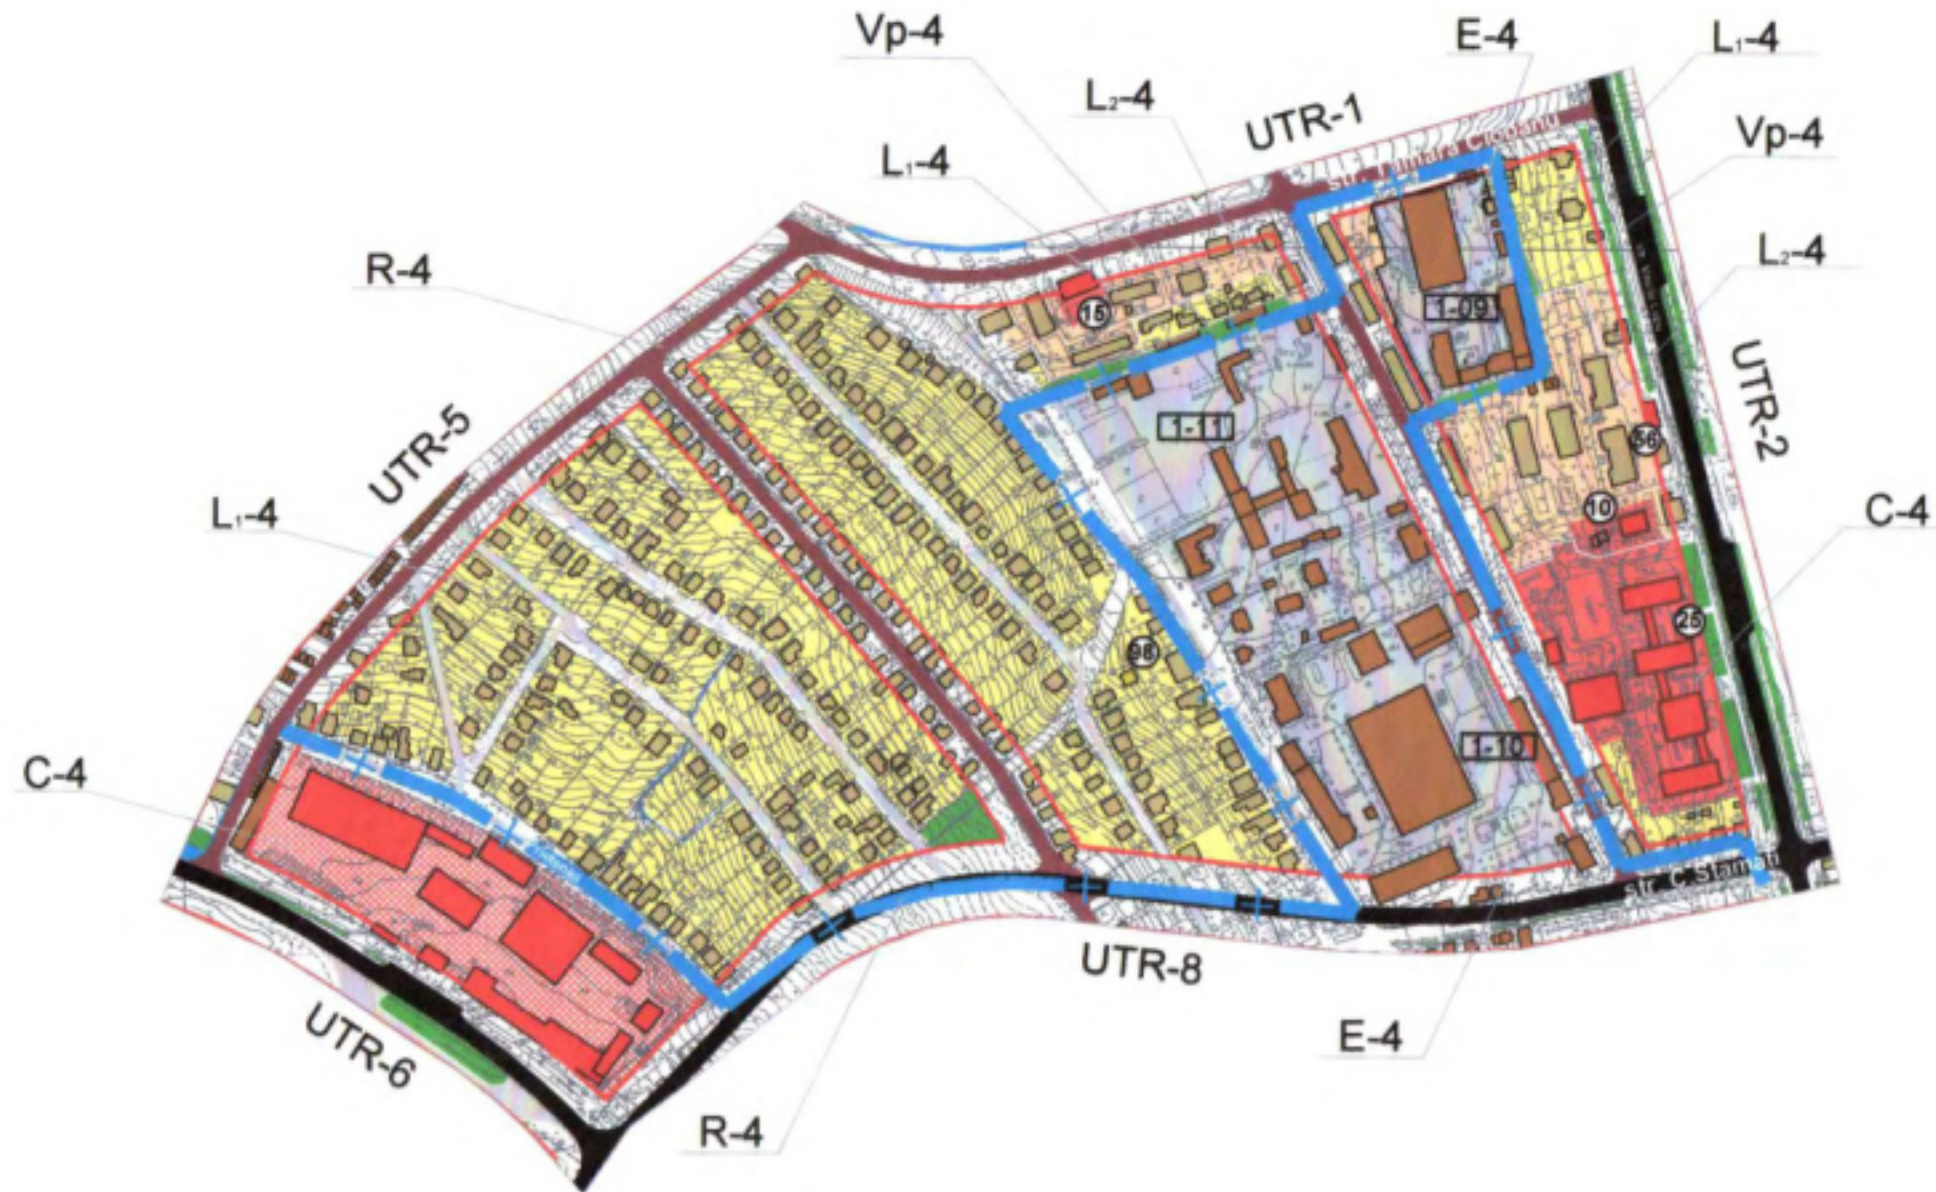 Vp-4
E-4
L₁-4
L₂-4
UTR-1
Vp-4
L₁-4
str. Tamara Ciobanu
R-4
L₂-4
15
1-09
UTR-5
1-11
UTR-2
56
L₁-4
10
C-4
25
98
1-10
C-4
str. C.Stamati
UTR-8
UTR-6
E-4
R-4